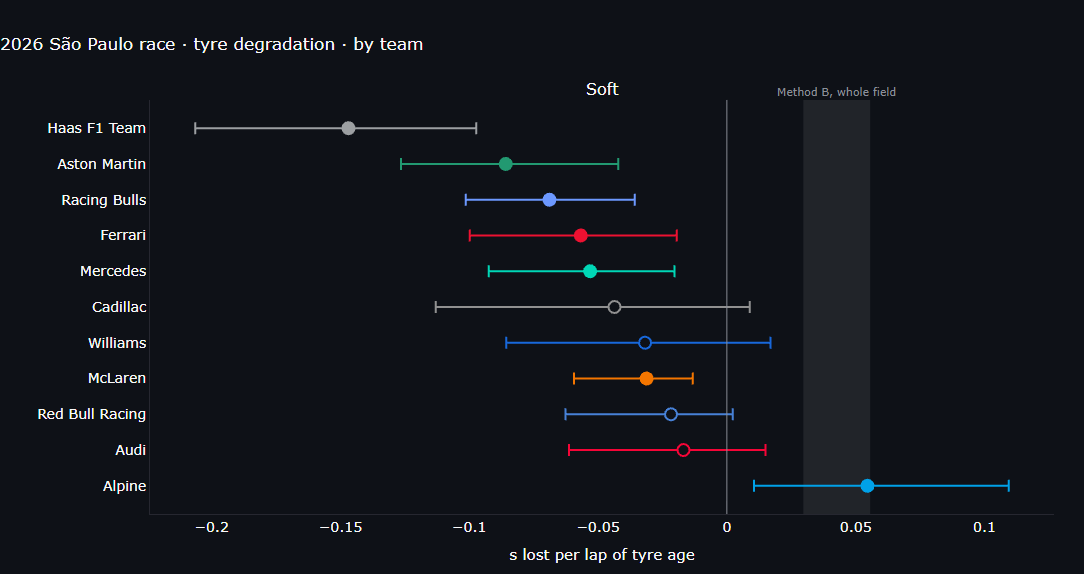 2026 São Paulo race · tyre degradation · by team
Soft
Method B, whole field
Haas F1 Team
Aston Martin
Racing Bulls
Ferrari
Mercedes
Cadillac
Williams
McLaren
Red Bull Racing
Audi
Alpine
−0.2 −0.15 −0.1 −0.05 0 0.05 0.1
s lost per lap of tyre age